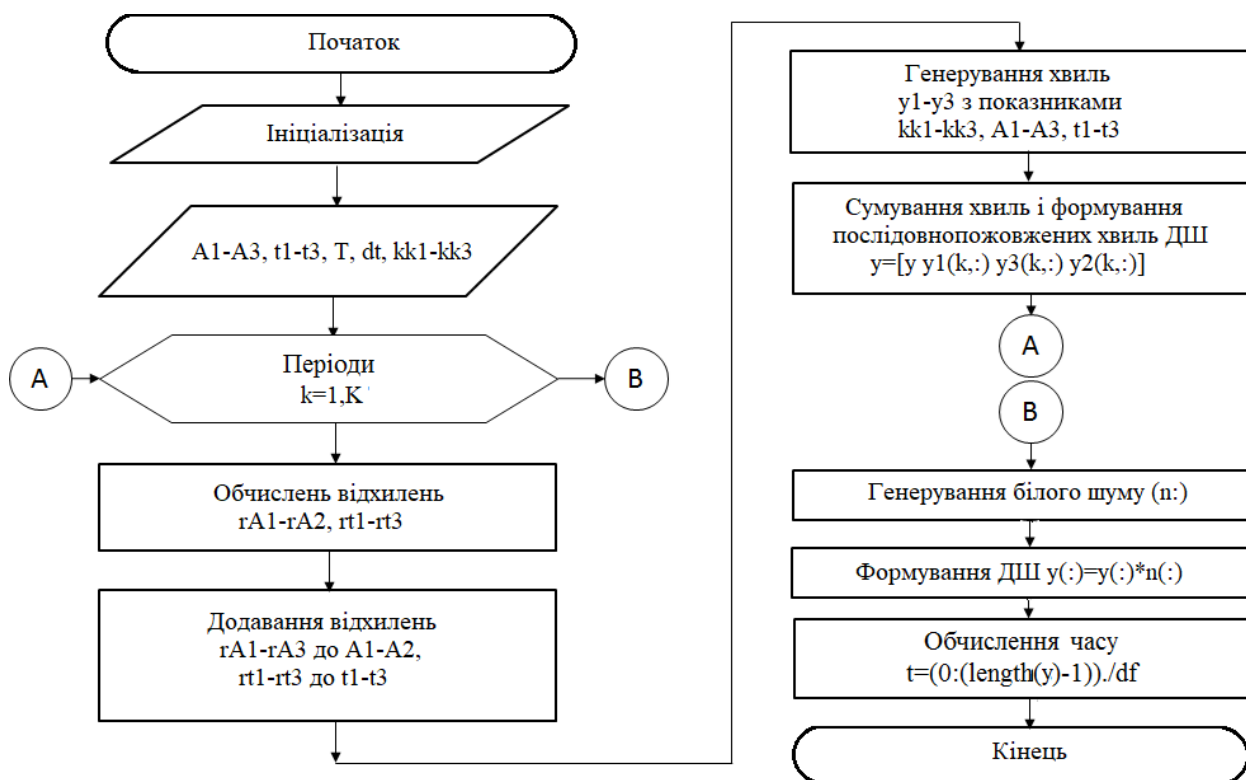 Початок
Ініціалізація
A1-A3, t1-t3, T, dt, kk1-kk3
A
Періоди
k=1,K
B
Обчислень відхилень
rA1-rA2, rt1-rt3
Додавання відхилень
rA1-rA3 до A1-A2,
rt1-rt3 до t1-t3
Генерування хвиль
y1-y3 з показниками
kk1-kk3, A1-A3, t1-t3
Сумування хвиль і формування
послідовнопожовжених хвиль ДШ
y=[y y1(k,:) y3(k,:) y2(k,:)]
A
B
Генерування білого шуму (n:)
Формування ДШ y(:)=y(:)*n(:)
Обчислення часу
t=(0:(length(y)-1))./df
Кінець